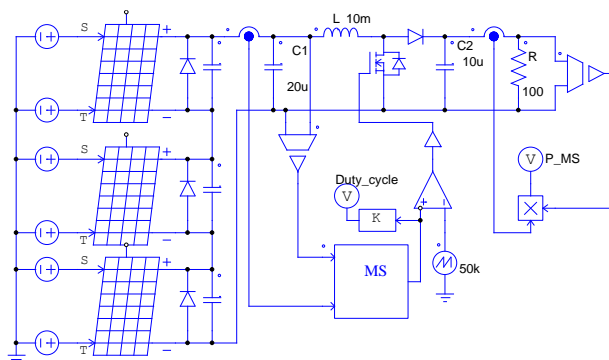 S
+
T
−
C1
20u
L 10m
C2
10u
R
100
V
P_MS
Duty_cycle
V
K
+
−
50k
MS
S
+
T
−
S
+
T
−